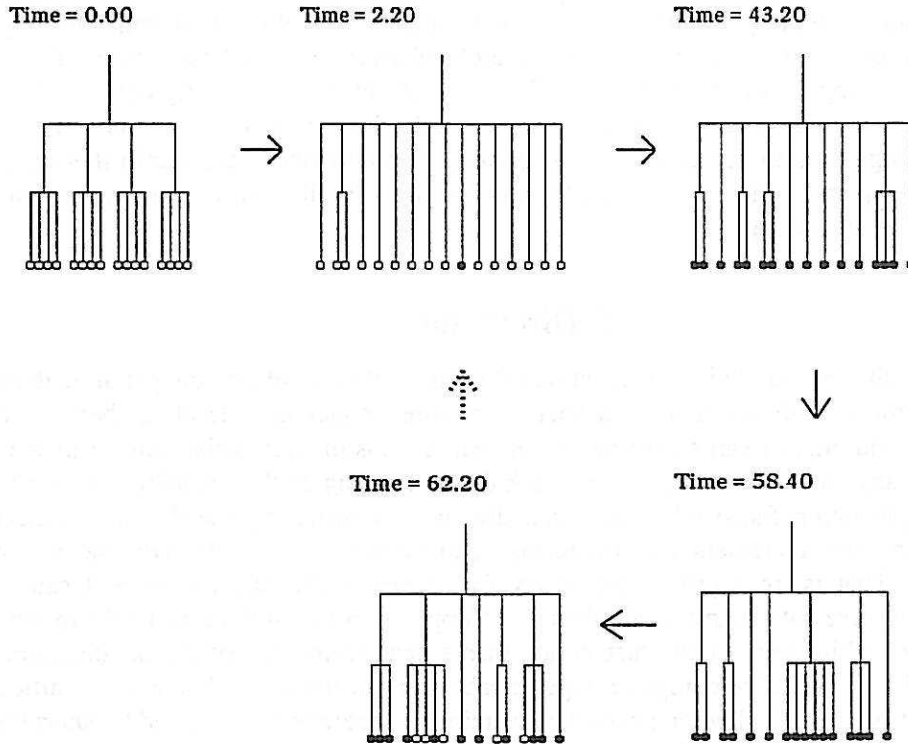 Time = 0.00
Time = 2.20
Time = 43.20
Time = 62.20
Time = 58.40